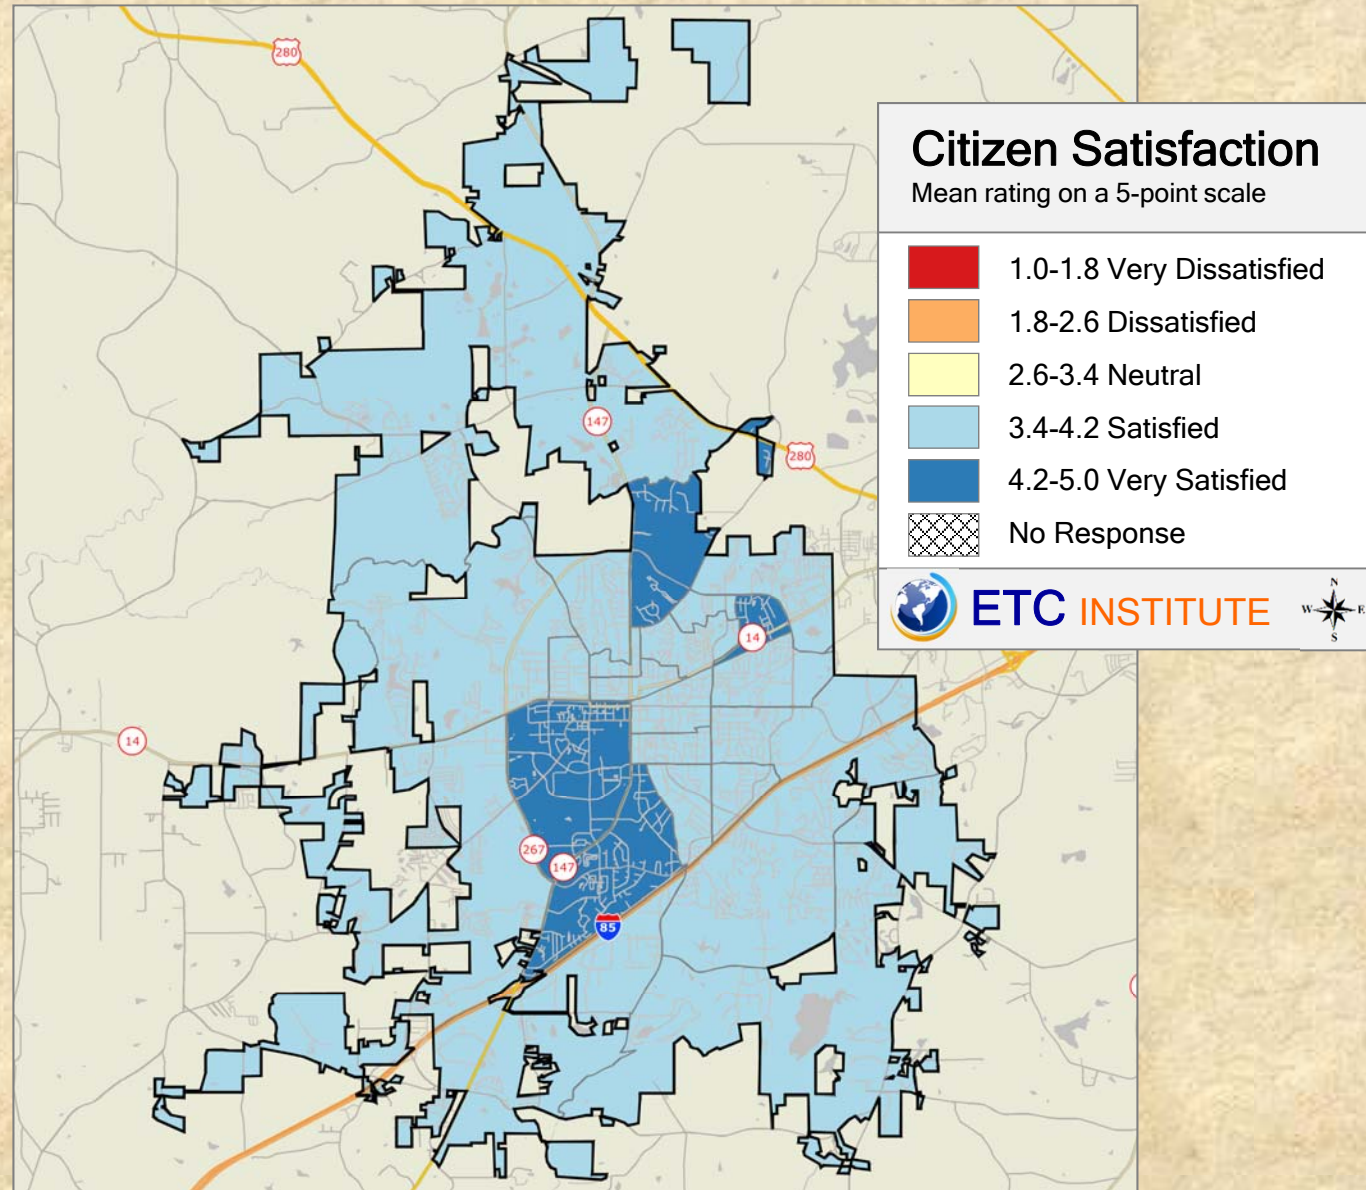 280
Citizen Satisfaction
Mean rating on a 5-point scale
1.0-1.8 Very Dissatisfied
1.8-2.6 Dissatisfied
2.6-3.4 Neutral
3.4-4.2 Satisfied
4.2-5.0 Very Satisfied
No Response
ETC INSTITUTE
N
W E
S
147
280
14
14
267
147
85